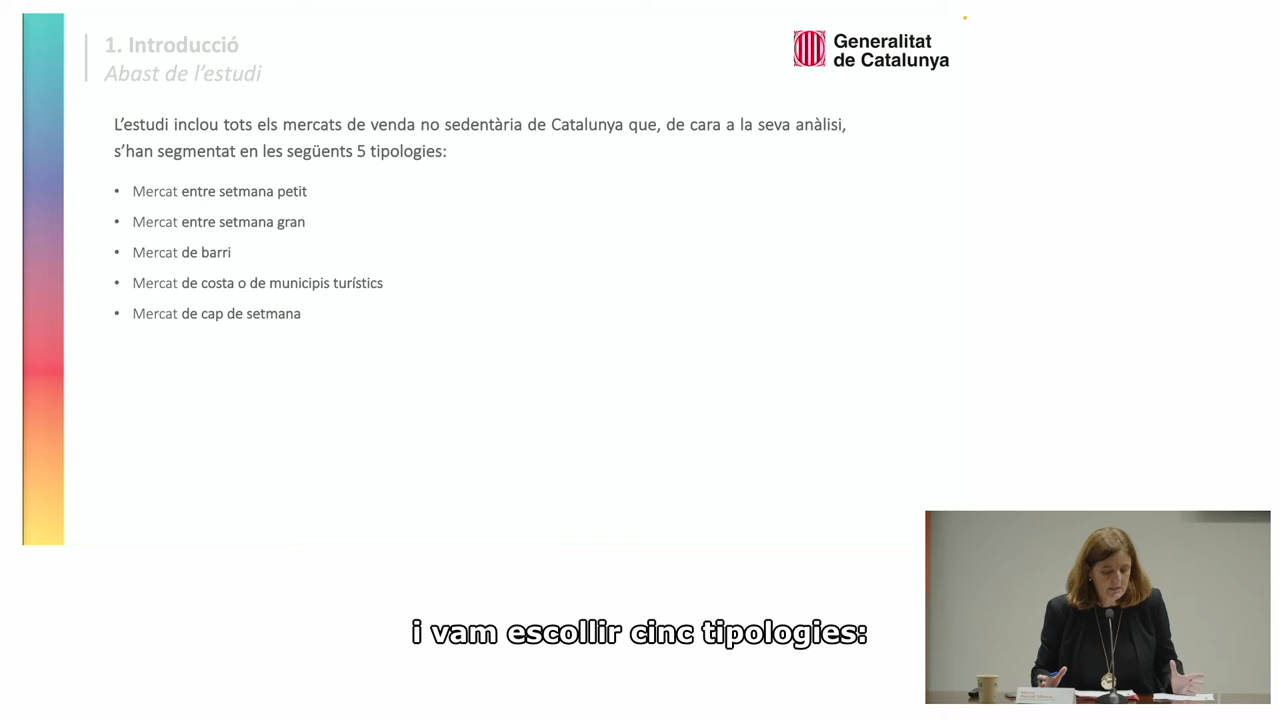 1. Introducció
Abast de l’estudi
Generalitat
de Catalunya
L’estudi inclou tots els mercats de venda no sedentària de Catalunya que, de cara a la seva anàlisi,
s’han segmentat en les següents 5 tipologies:
• Mercat entre setmana petit
• Mercat entre setmana gran
• Mercat de barri
• Mercat de costa o de municipis turístics
• Mercat de cap de setmana
i vam escollir cinc tipologies: